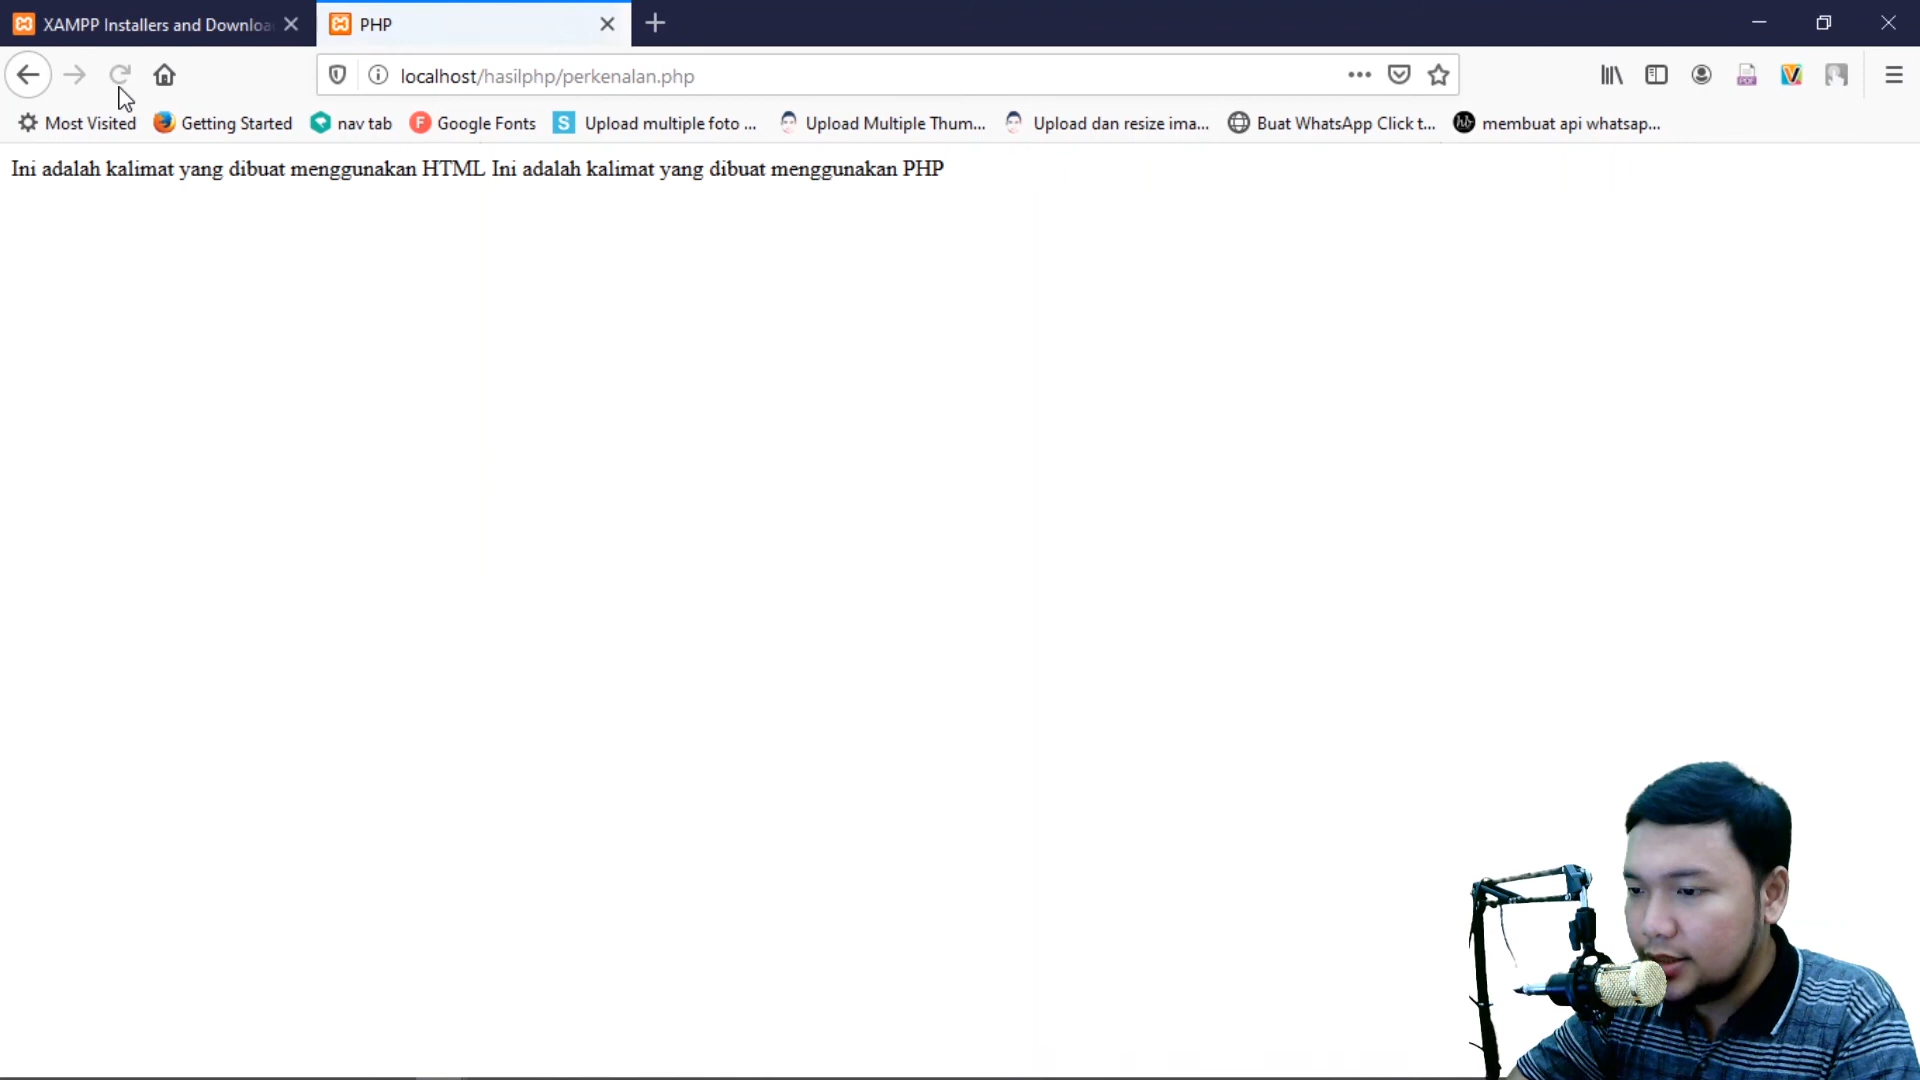 XAMPP Installers and Downloa
PHP
localhost/hasilphp/perkenalan.php
Most Visited
Getting Started
nav tab
F
Google Fonts
S
Upload multiple foto ...
Upload Multiple Thum...
Upload dan resize ima...
Buat WhatsApp Click t...
hb
membuat api whatsap...
PDF
V
Ini adalah kalimat yang dibuat menggunakan HTML Ini adalah kalimat yang dibuat menggunakan PHP